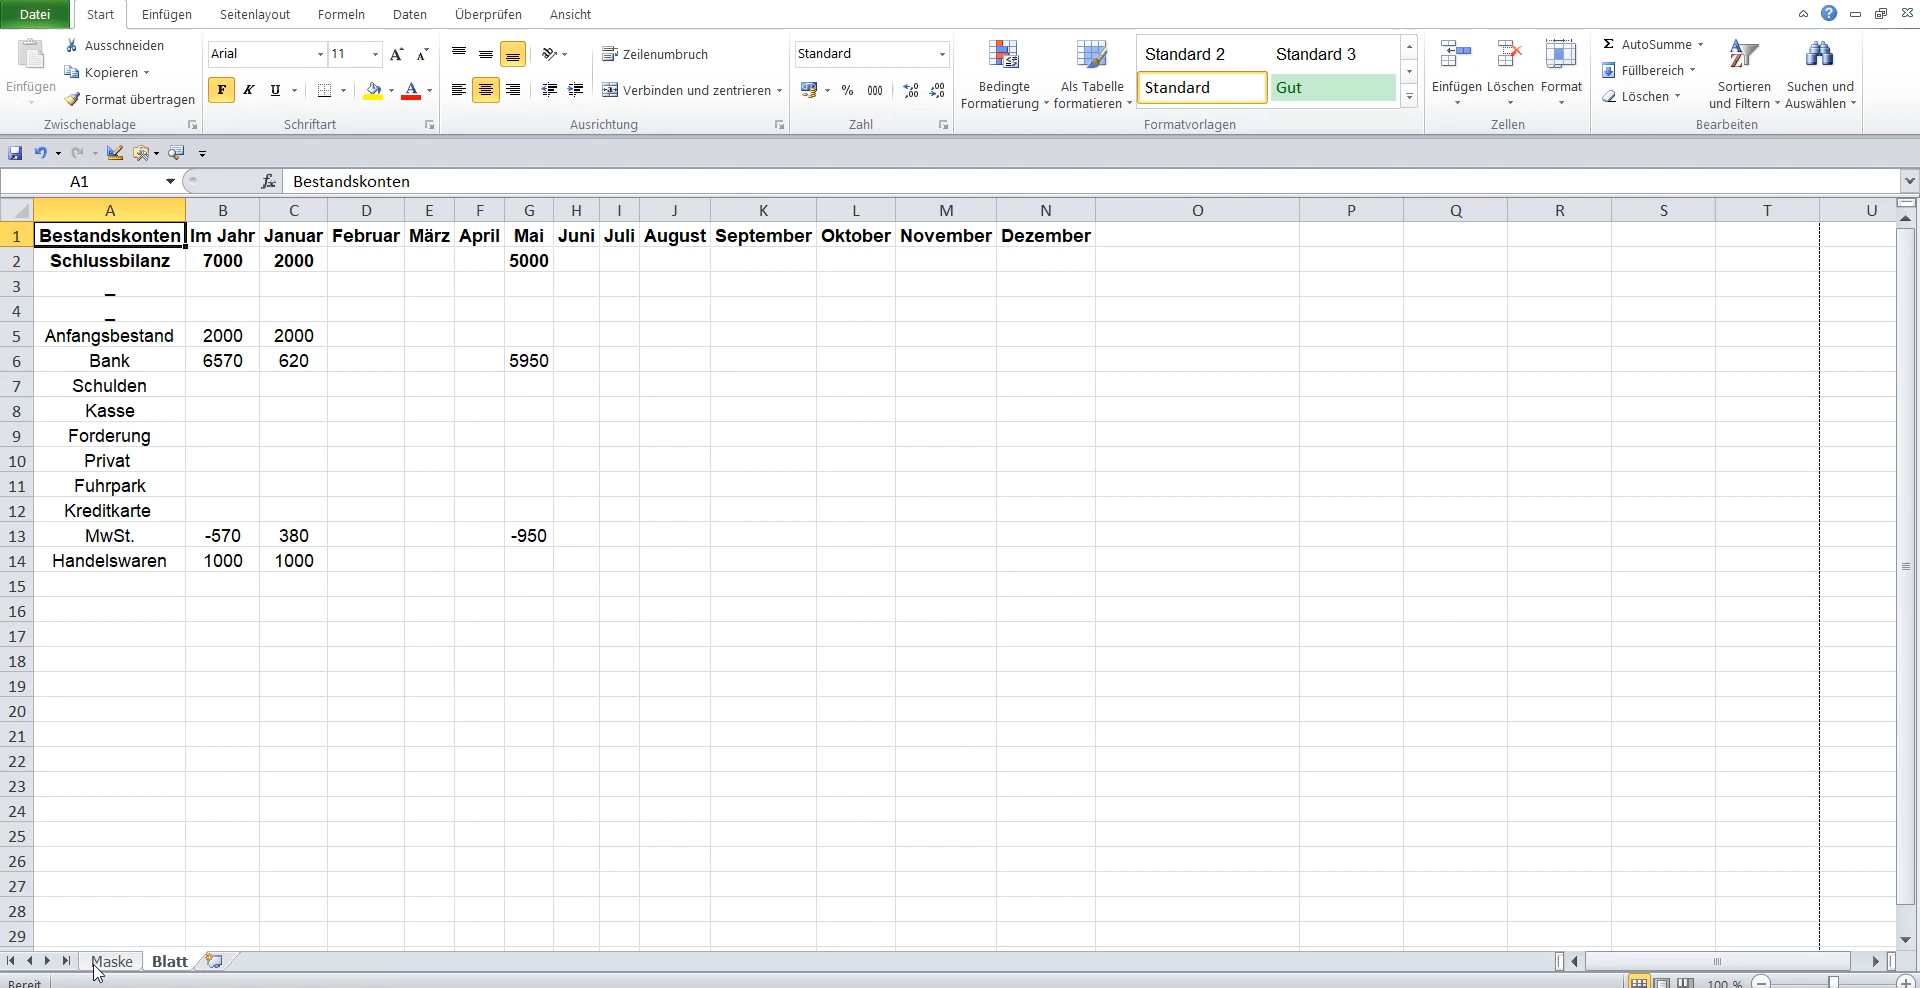 Datei Start Einfügen Seitenlayout Formeln Daten Überprüfen Ansicht
Einfügen
Ausschneiden
Kopieren
Format übertragen
Zwischenablage
Arial 11
F K U
Schriftart
Zeilenumbruch
Verbinden und zentrieren
Ausrichtung
Standard
% 000
Zahl
Bedingte Formatierung
Als Tabelle formatieren
Standard 2 Standard 3
Standard Gut
Formatvorlagen
Einfügen Löschen Format
Zellen
Σ AutoSumme
Füllbereich
Löschen
Sortieren und Filtern
Suchen und Auswählen
Bearbeiten
A1 fx Bestandskonten
A B C D E F G H I J K L M N O P Q R S T U
1 Bestandskonten Im Jahr Januar Februar März April Mai Juni Juli August September Oktober November Dezember
2 Schlussbilanz 7000 2000 5000
3 _
4 _
5 Anfangsbestand 2000 2000
6 Bank 6570 620 5950
7 Schulden
8 Kasse
9 Forderung
10 Privat
11 Fuhrpark
12 Kreditkarte
13 MwSt. -570 380 -950
14 Handelswaren 1000 1000
15
16
17
18
19
20
21
22
23
24
25
26
27
28
29
Maske Blatt
Bereit 100 %